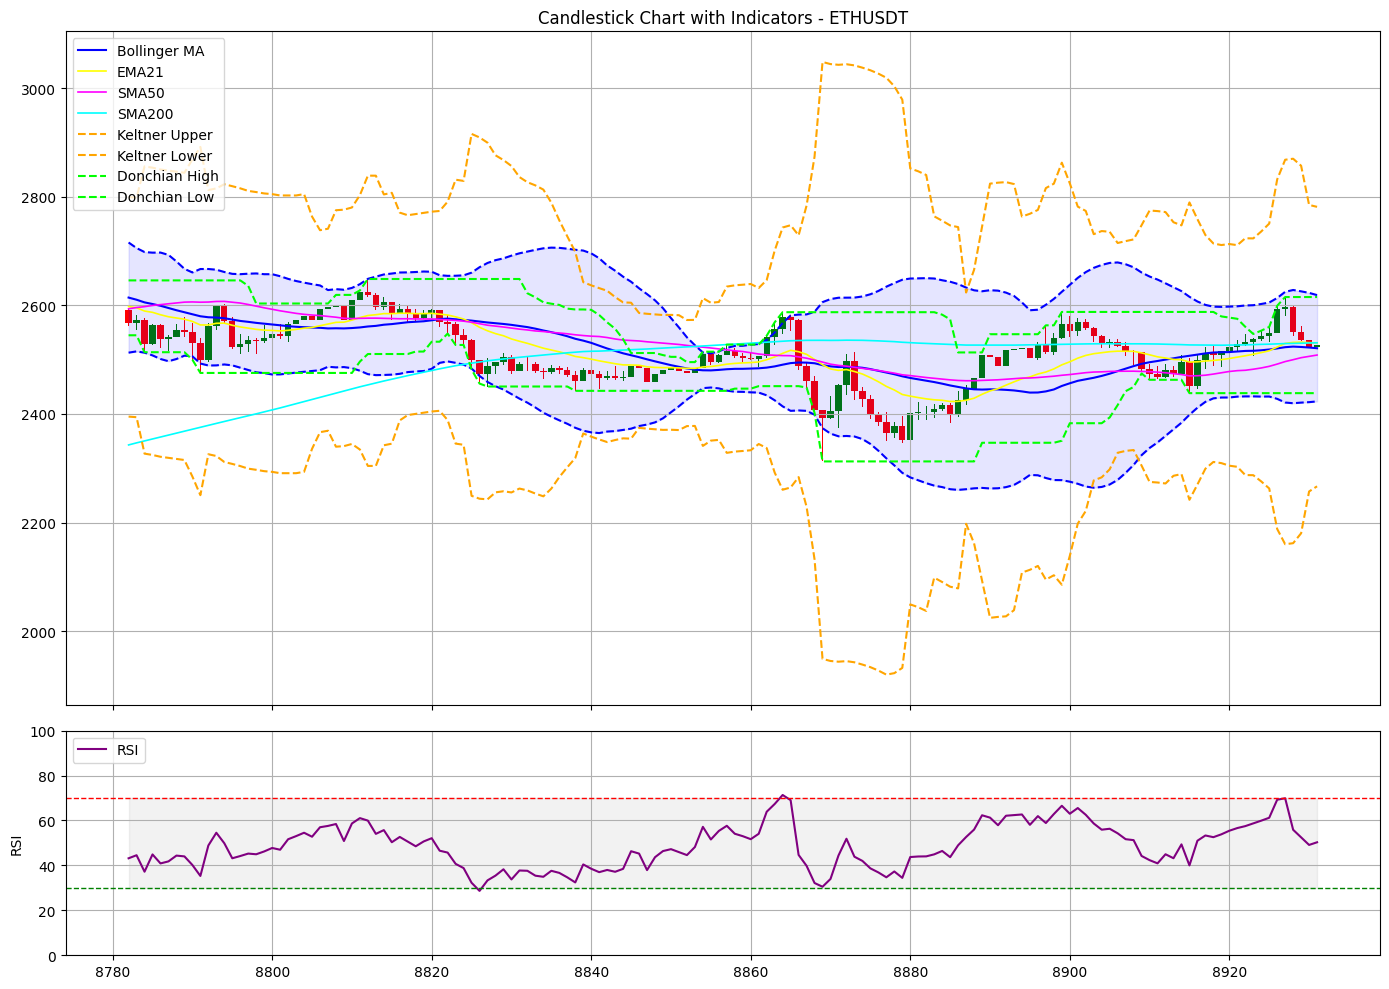 Candlestick Chart with Indicators - ETHUSDT
Bollinger MA
EMA21
SMA50
SMA200
Keltner Upper
Keltner Lower
Donchian High
Donchian Low
3000
2800
2600
2400
2200
2000
RSI
100
80
60
40
20
0
RSI
8780
8800
8820
8840
8860
8880
8900
8920